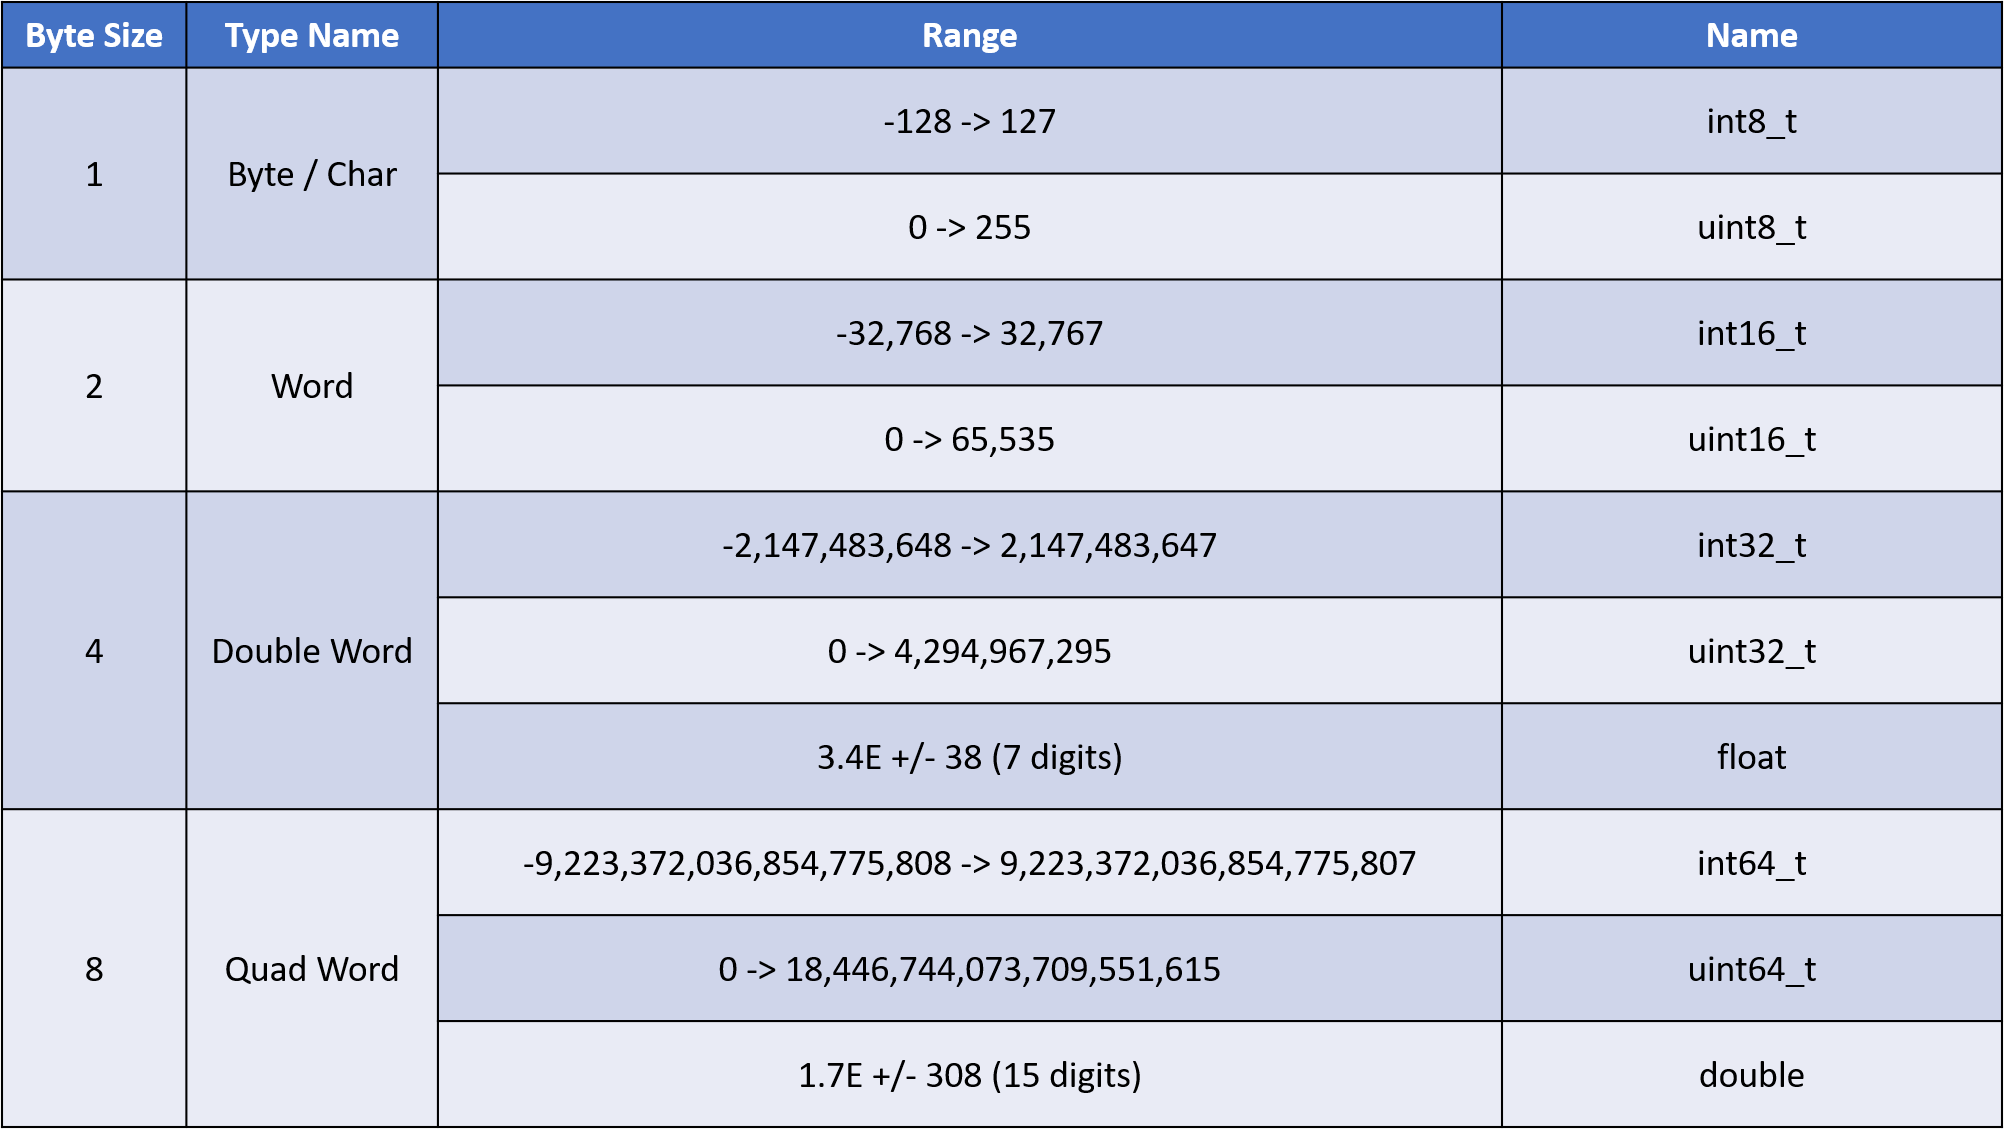 Byte Size Type Name Range Name
1 Byte / Char -128 -> 127 int8_t
0 -> 255 uint8_t
2 Word -32,768 -> 32,767 int16_t
0 -> 65,535 uint16_t
4 Double Word -2,147,483,648 -> 2,147,483,647 int32_t
0 -> 4,294,967,295 uint32_t
3.4E +/- 38 (7 digits) float
8 Quad Word -9,223,372,036,854,775,808 -> 9,223,372,036,854,775,807 int64_t
0 -> 18,446,744,073,709,551,615 uint64_t
1.7E +/- 308 (15 digits) double